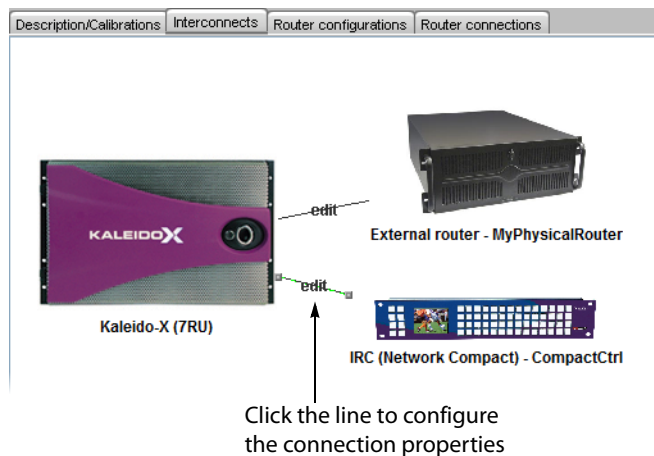 Description/Calibrations Interconnects Router configurations Router connections
KALEIDOX
edit
External router - MyPhysicalRouter
edit
Kaleido-X (7RU)
IRC (Network Compact) - CompactCtrl
Click the line to configure
the connection properties